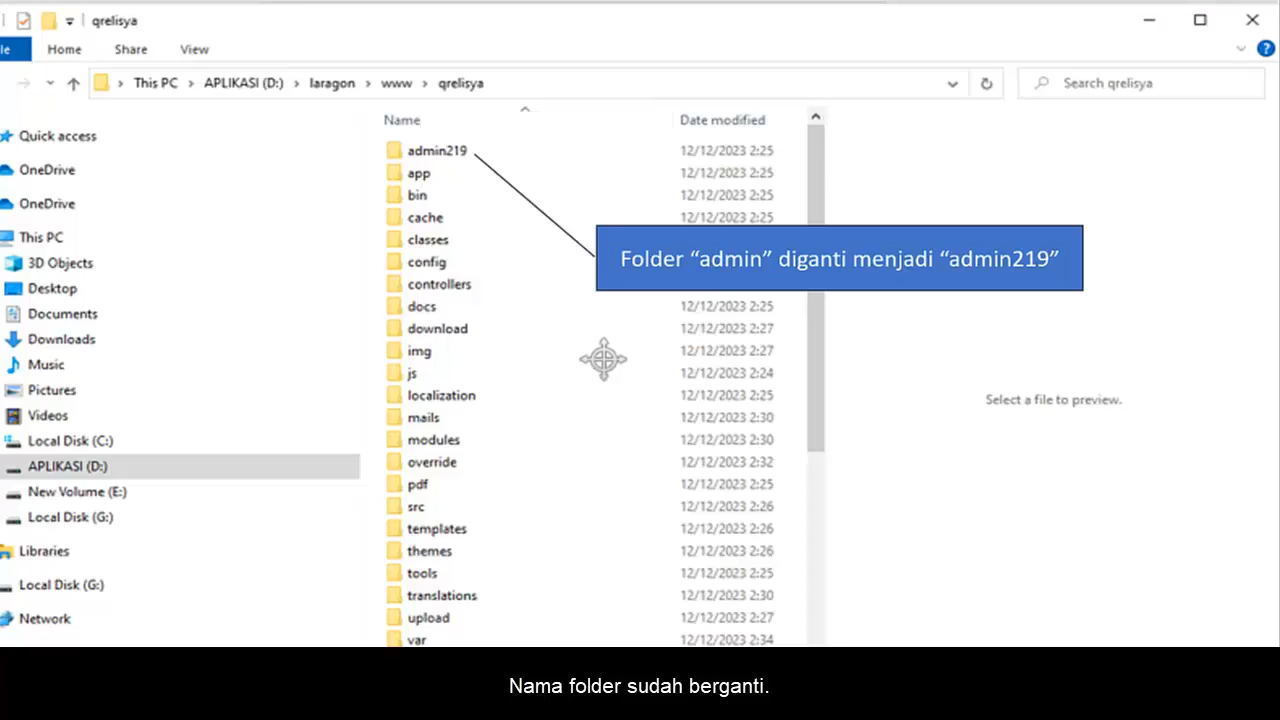 qrelisya
le Home Share View
This PC > APLIKASI (D:) > laragon > www > qrelisya
Search qrelisya
Quick access
OneDrive
OneDrive
This PC
3D Objects
Desktop
Documents
Downloads
Music
Pictures
Videos
Local Disk (C:)
APLIKASI (D:)
New Volume (E:)
Local Disk (G:)
Libraries
Local Disk (G:)
Network
Name Date modified
admin219 12/12/2023 2:25
app 12/12/2023 2:25
bin 12/12/2023 2:25
cache 12/12/2023 2:25
classes
config
controllers
docs 12/12/2023 2:25
download 12/12/2023 2:27
img 12/12/2023 2:27
js 12/12/2023 2:24
localization 12/12/2023 2:25
mails 12/12/2023 2:30
modules 12/12/2023 2:30
override 12/12/2023 2:32
pdf 12/12/2023 2:25
src 12/12/2023 2:26
templates 12/12/2023 2:26
themes 12/12/2023 2:26
tools 12/12/2023 2:25
translations 12/12/2023 2:30
upload 12/12/2023 2:27
var 12/12/2023 2:34
Folder “admin” diganti menjadi “admin219”
Select a file to preview.
Nama folder sudah berganti.